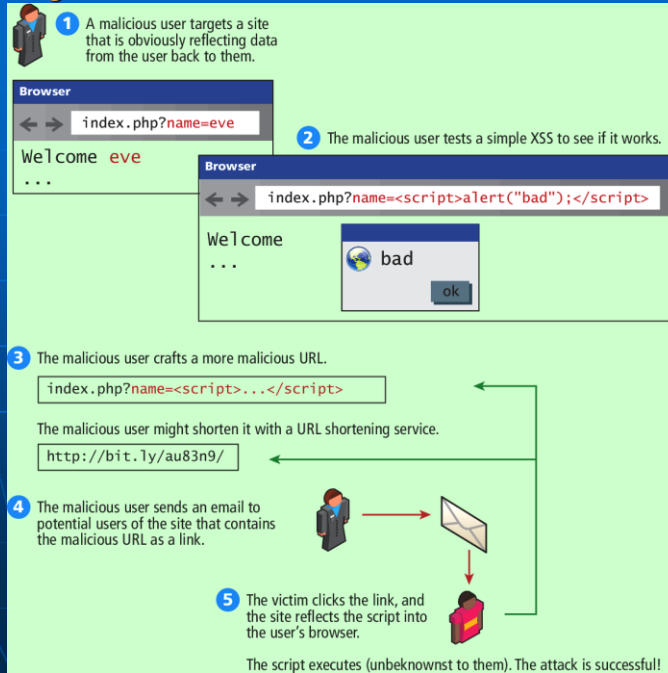 1 A malicious user targets a site
that is obviously reflecting data
from the user back to them.
Browser
index.php?name=eve
Welcome eve
...
2 The malicious user tests a simple XSS to see if it works.
Browser
index.php?name=<script>alert("bad");</script>
Welcome
...
bad
ok
3 The malicious user crafts a more malicious URL.
index.php?name=<script>...</script>
The malicious user might shorten it with a URL shortening service.
http://bit.ly/au83n9/
4 The malicious user sends an email to
potential users of the site that contains
the malicious URL as a link.
5 The victim clicks the link, and
the site reflects the script into
the user’s browser.
The script executes (unbeknownst to them). The attack is successful!